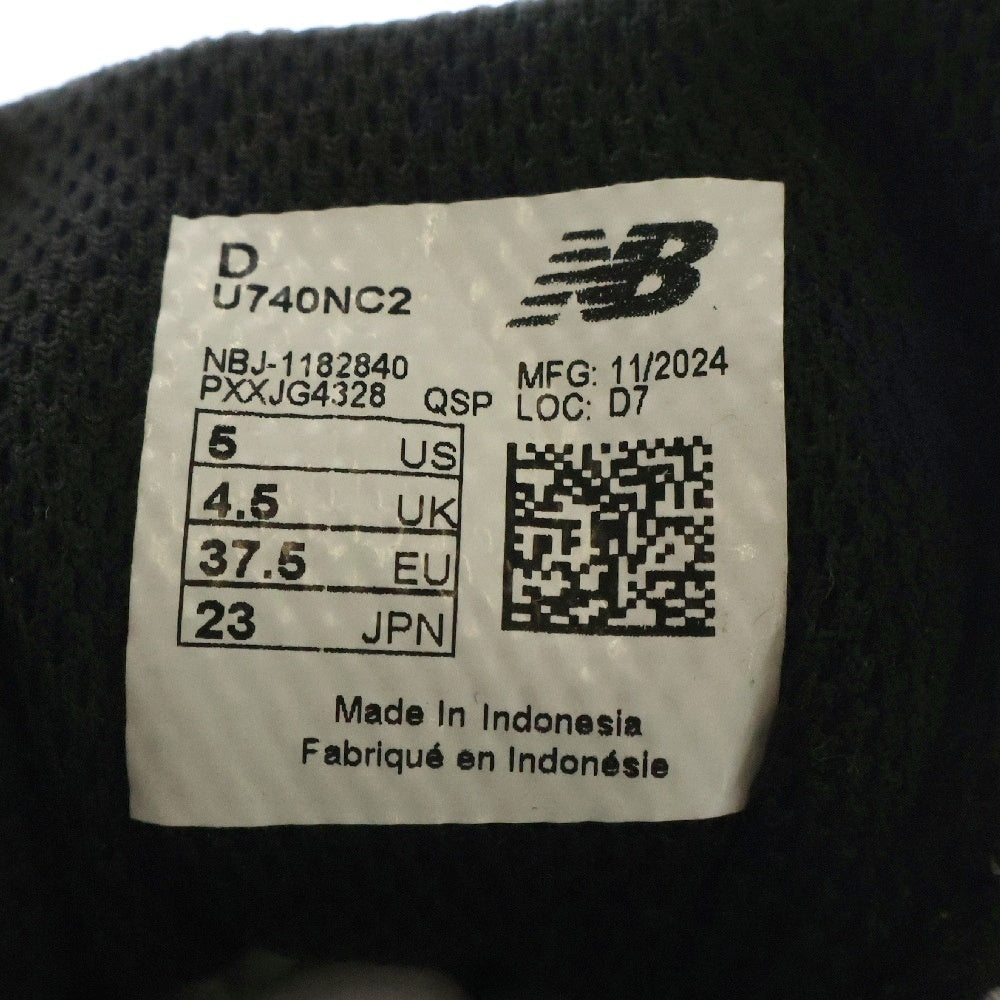 D
U740NC2
NB
NBJ-1182840
PXXJG4328 QSP
MFG: 11/2024
LOC: D7
5 US
4.5 UK
37.5 EU
23 JPN
Made In Indonesia
Fabriqué en Indonésie